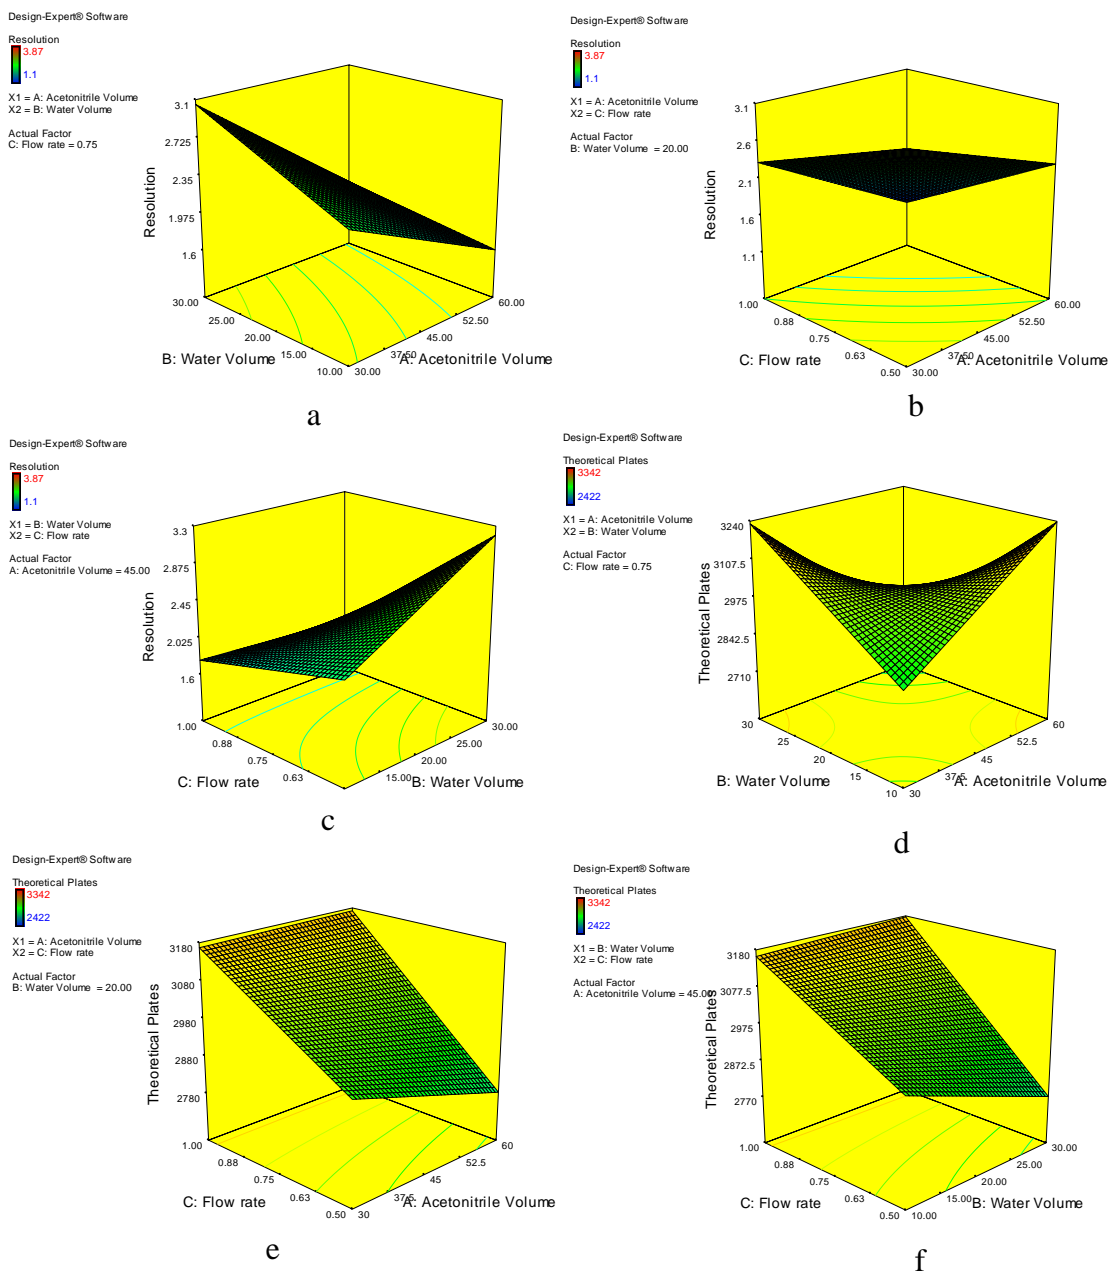 Design-Expert® Software
Resolution
3.87
1.1
X1 = A: Acetonitrile Volume
X2 = B: Water Volume
Actual Factor
C: Flow rate = 0.75
3.1
2.725
2.35
1.975
1.6
Resolution
30.00
25.00
20.00
15.00
10.00
B: Water Volume
30.00
37.50
45.00
52.50
60.00
A: Acetonitrile Volume
a
Design-Expert® Software
Resolution
3.87
1.1
X1 = A: Acetonitrile Volume
X2 = C: Flow rate
Actual Factor
B: Water Volume = 20.00
3.1
2.6
2.1
1.6
1.1
Resolution
1.00
0.88
0.75
0.63
0.50
C: Flow rate
30.00
37.50
45.00
52.50
60.00
A: Acetonitrile Volume
b
Design-Expert® Software
Resolution
3.87
1.1
X1 = B: Water Volume
X2 = C: Flow rate
Actual Factor
A: Acetonitrile Volume = 45.00
3.3
2.875
2.45
2.025
1.6
Resolution
1.00
0.88
0.75
0.63
C: Flow rate
15.00
20.00
25.00
30.00
B: Water Volume
c
Design-Expert® Software
Theoretical Plates
3342
2422
X1 = A: Acetonitrile Volume
X2 = B: Water Volume
Actual Factor
C: Flow rate = 0.75
3240
3107.5
2975
2842.5
2710
Theoretical Plates
30
25
20
15
10
B: Water Volume
30
37.5
45
52.5
60
A: Acetonitrile Volume
d
Design-Expert® Software
Theoretical Plates
3342
2422
X1 = A: Acetonitrile Volume
X2 = C: Flow rate
Actual Factor
B: Water Volume = 20.00
3180
3080
2980
2880
2780
Theoretical Plates
1.00
0.88
0.75
0.63
0.50
C: Flow rate
30
37.5
45
52.5
60
A: Acetonitrile Volume
e
Design-Expert® Software
Theoretical Plates
3342
2422
X1 = B: Water Volume
X2 = C: Flow rate
Actual Factor
A: Acetonitrile Volume = 45.00
3180
3077.5
2975
2872.5
2770
Theoretical Plates
1.00
0.88
0.75
0.63
0.50
C: Flow rate
10.00
15.00
20.00
25.00
30.00
B: Water Volume
f